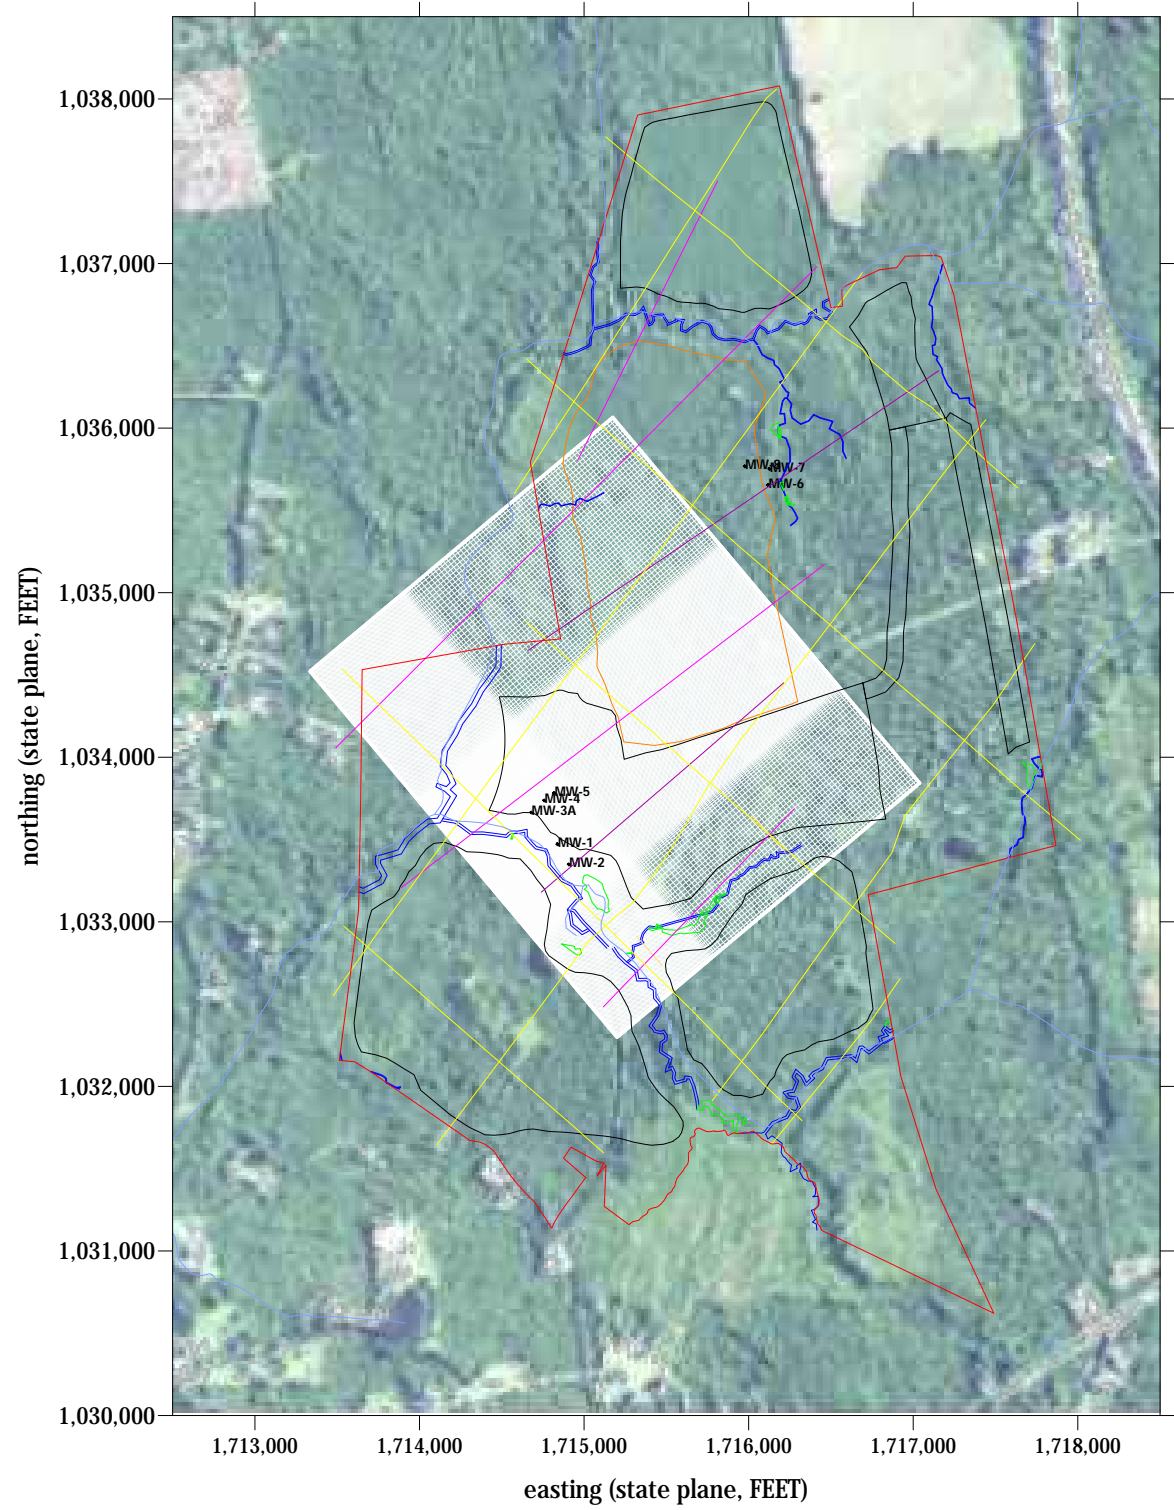 1,038,000
1,037,000
1,036,000
MW-8
MW-7
MW-6
1,035,000
1,034,000
MW-5
MW-4
MW-3A
MW-1
MW-2
1,033,000
1,032,000
1,031,000
1,030,000
northing (state plane, FEET)
1,713,000
1,714,000
1,715,000
1,716,000
1,717,000
1,718,000
easting (state plane, FEET)